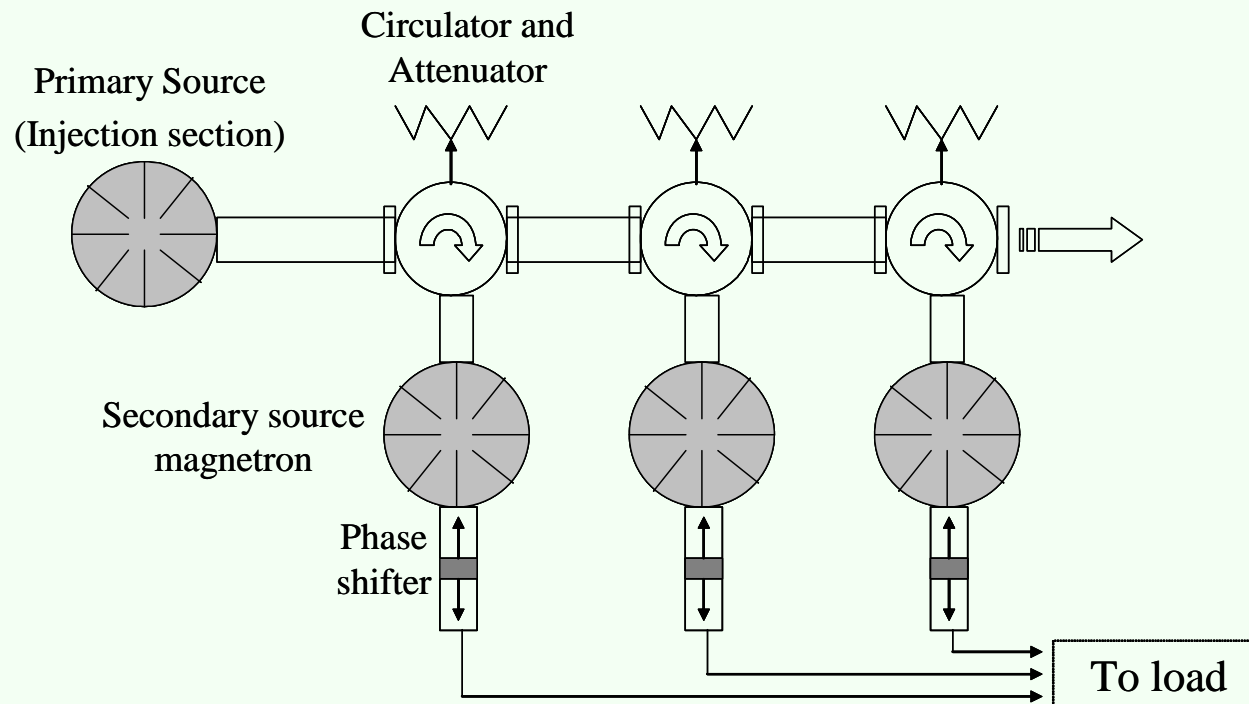 Circulator and
Attenuator
Primary Source
(Injection section)
Secondary source
magnetron
Phase
shifter
To load